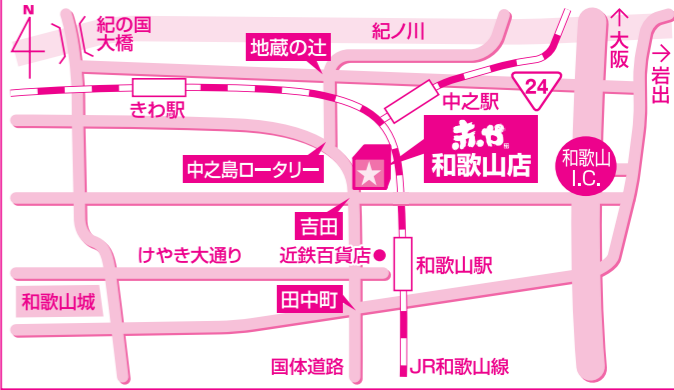 N
紀の国
大橋
地蔵の辻
紀ノ川
↑大阪
→岩出
きわ駅
中之駅
24
赤や
和歌山店
和歌山
I.C.
中之島ロータリー
吉田
けやき大通り
近鉄百貨店
和歌山駅
和歌山城
田中町
国体道路
JR和歌山線